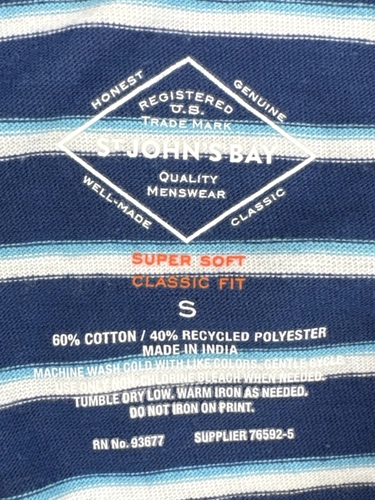 HONEST
GENUINE
REGISTERED
U.S.
TRADE MARK
ST JOHN'S BAY
QUALITY
MENSWEAR
WELL-MADE
CLASSIC
SUPER SOFT
CLASSIC FIT
S
60% COTTON / 40% RECYCLED POLYESTER
MADE IN INDIA
MACHINE WASH COLD WITH LIKE COLORS, GENTLE CYCLE.
USE ONLY BLEACH WHEN NEEDED.
TUMBLE DRY LOW. WARM IRON AS NEEDED.
DO NOT IRON ON PRINT.
RN No. 93677 SUPPLIER 76592-5